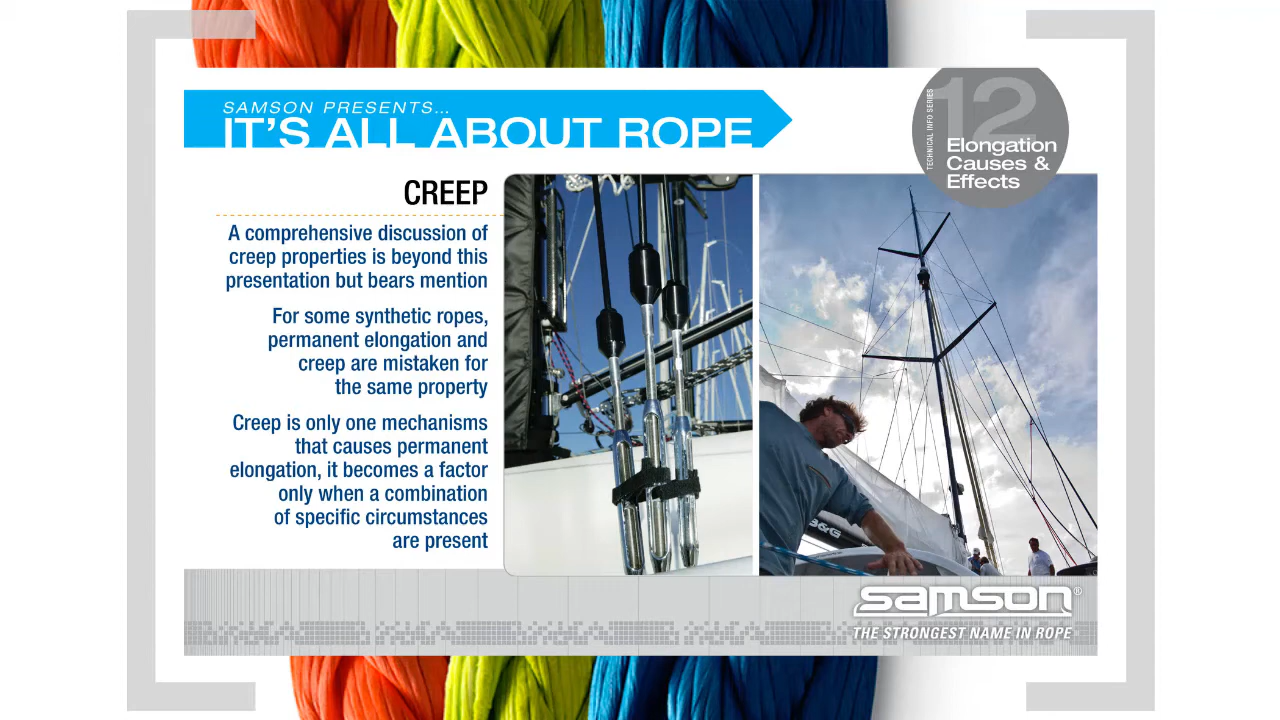 SAMSON PRESENTS...
IT'S ALL ABOUT ROPE
TECHNICAL INFO SERIES
12
Elongation
Causes &
Effects
CREEP
A comprehensive discussion of
creep properties is beyond this
presentation but bears mention
For some synthetic ropes,
permanent elongation and
creep are mistaken for
the same property
Creep is only one mechanisms
that causes permanent
elongation, it becomes a factor
only when a combination
of specific circumstances
are present
B&G
samson®
THE STRONGEST NAME IN ROPE